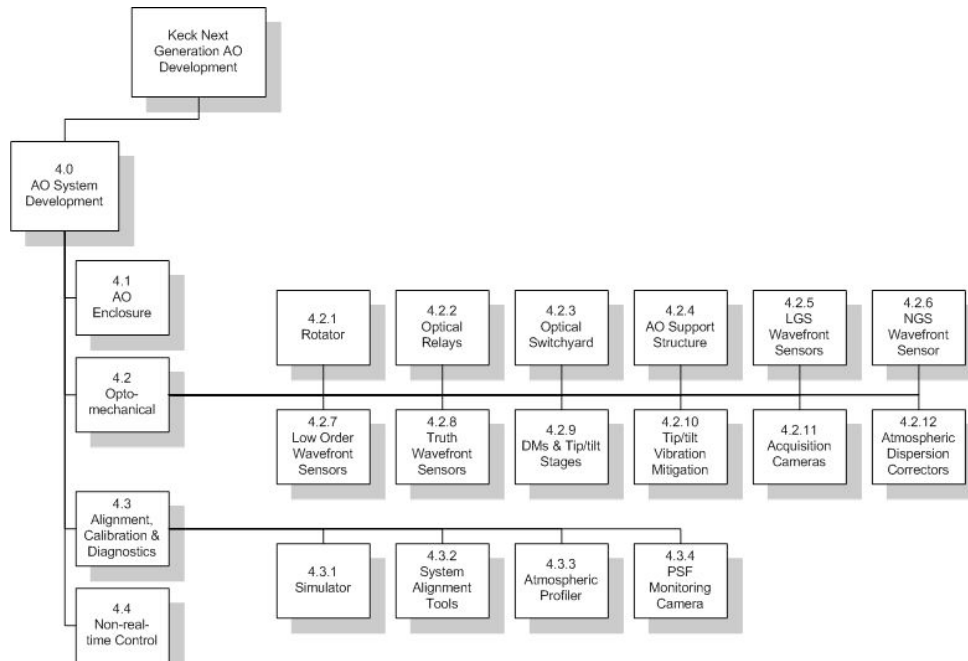 Keck Next
Generation AO
Development
4.0
AO System
Development
4.1
AO
Enclosure
4.2
Opto-
mechanical
4.2.1
Rotator
4.2.2
Optical
Relays
4.2.3
Optical
Switchyard
4.2.4
AO Support
Structure
4.2.5
LGS
Wavefront
Sensors
4.2.6
NGS
Wavefront
Sensor
4.2.7
Low Order
Wavefront
Sensors
4.2.8
Truth
Wavefront
Sensors
4.2.9
DMs & Tip/tilt
Stages
4.2.10
Tip/tilt
Vibration
Mitigation
4.2.11
Acquisition
Cameras
4.2.12
Atmospheric
Dispersion
Correctors
4.3
Alignment,
Calibration &
Diagnostics
4.3.1
Simulator
4.3.2
System
Alignment
Tools
4.3.3
Atmospheric
Profiler
4.3.4
PSF
Monitoring
Camera
4.4
Non-real-
time Control